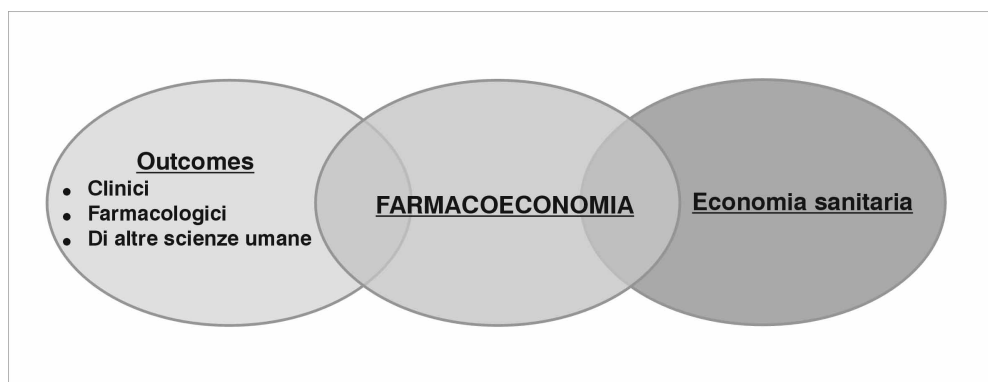 Outcomes
• Clinici
• Farmacologici
• Di altre scienze umane
FARMACOECONOMIA
Economia sanitaria